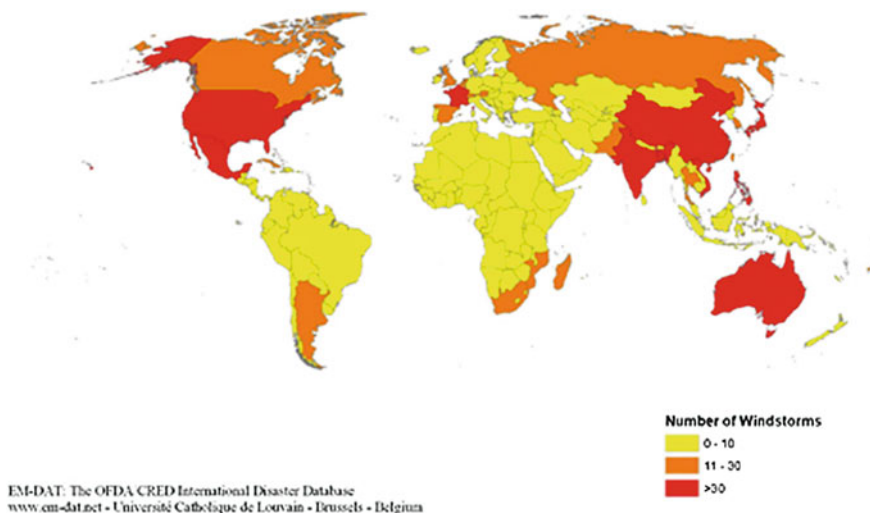 Number of Windstorms
0 - 10
11 - 30
>30
EM-DAT: The OFDA CRED International Disaster Database
www.em-dat.net - Université Catholique de Louvain - Brussels - Belgium